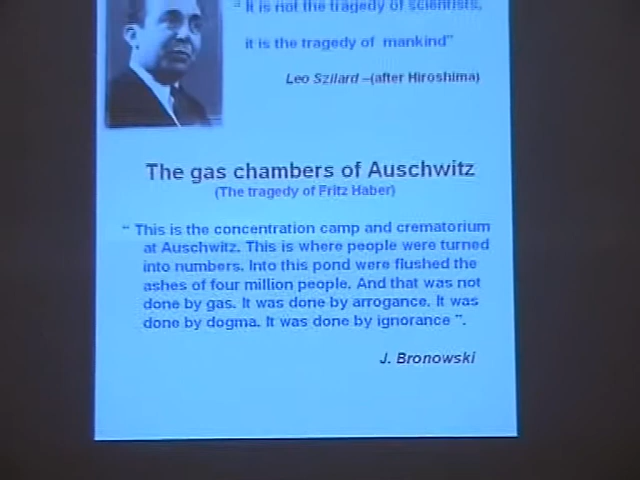 " It is not the tragedy of scientists,
it is the tragedy of mankind"
Leo Szilard –(after Hiroshima)
The gas chambers of Auschwitz
(The tragedy of Fritz Haber)
" This is the concentration camp and crematorium
at Auschwitz. This is where people were turned
into numbers. Into this pond were flushed the
ashes of four million people. And that was not
done by gas. It was done by arrogance. It was
done by dogma. It was done by ignorance ".
J. Bronowski